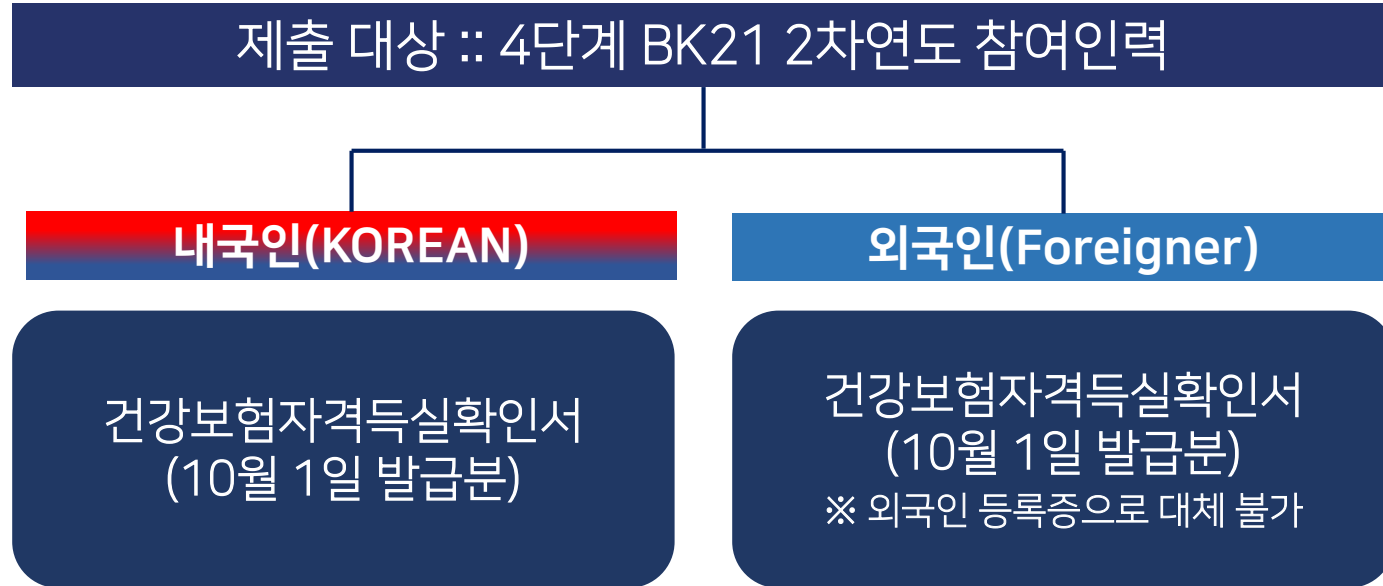 제출 대상 :: 4단계 BK21 2차연도 참여인력
내국인(KOREAN)
외국인(Foreigner)
건강보험자격득실확인서
(10월 1일 발급분)
건강보험자격득실확인서
(10월 1일 발급분)
※ 외국인 등록증으로 대체 불가